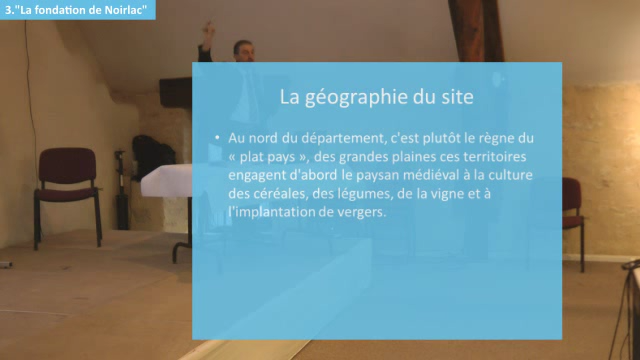 3."La fondation de Noirlac"
La géographie du site
• Au nord du département, c'est plutôt le règne du
« plat pays », des grandes plaines ces territoires
engagent d'abord le paysan médiéval à la culture
des céréales, des légumes, de la vigne et à
l'implantation de vergers.